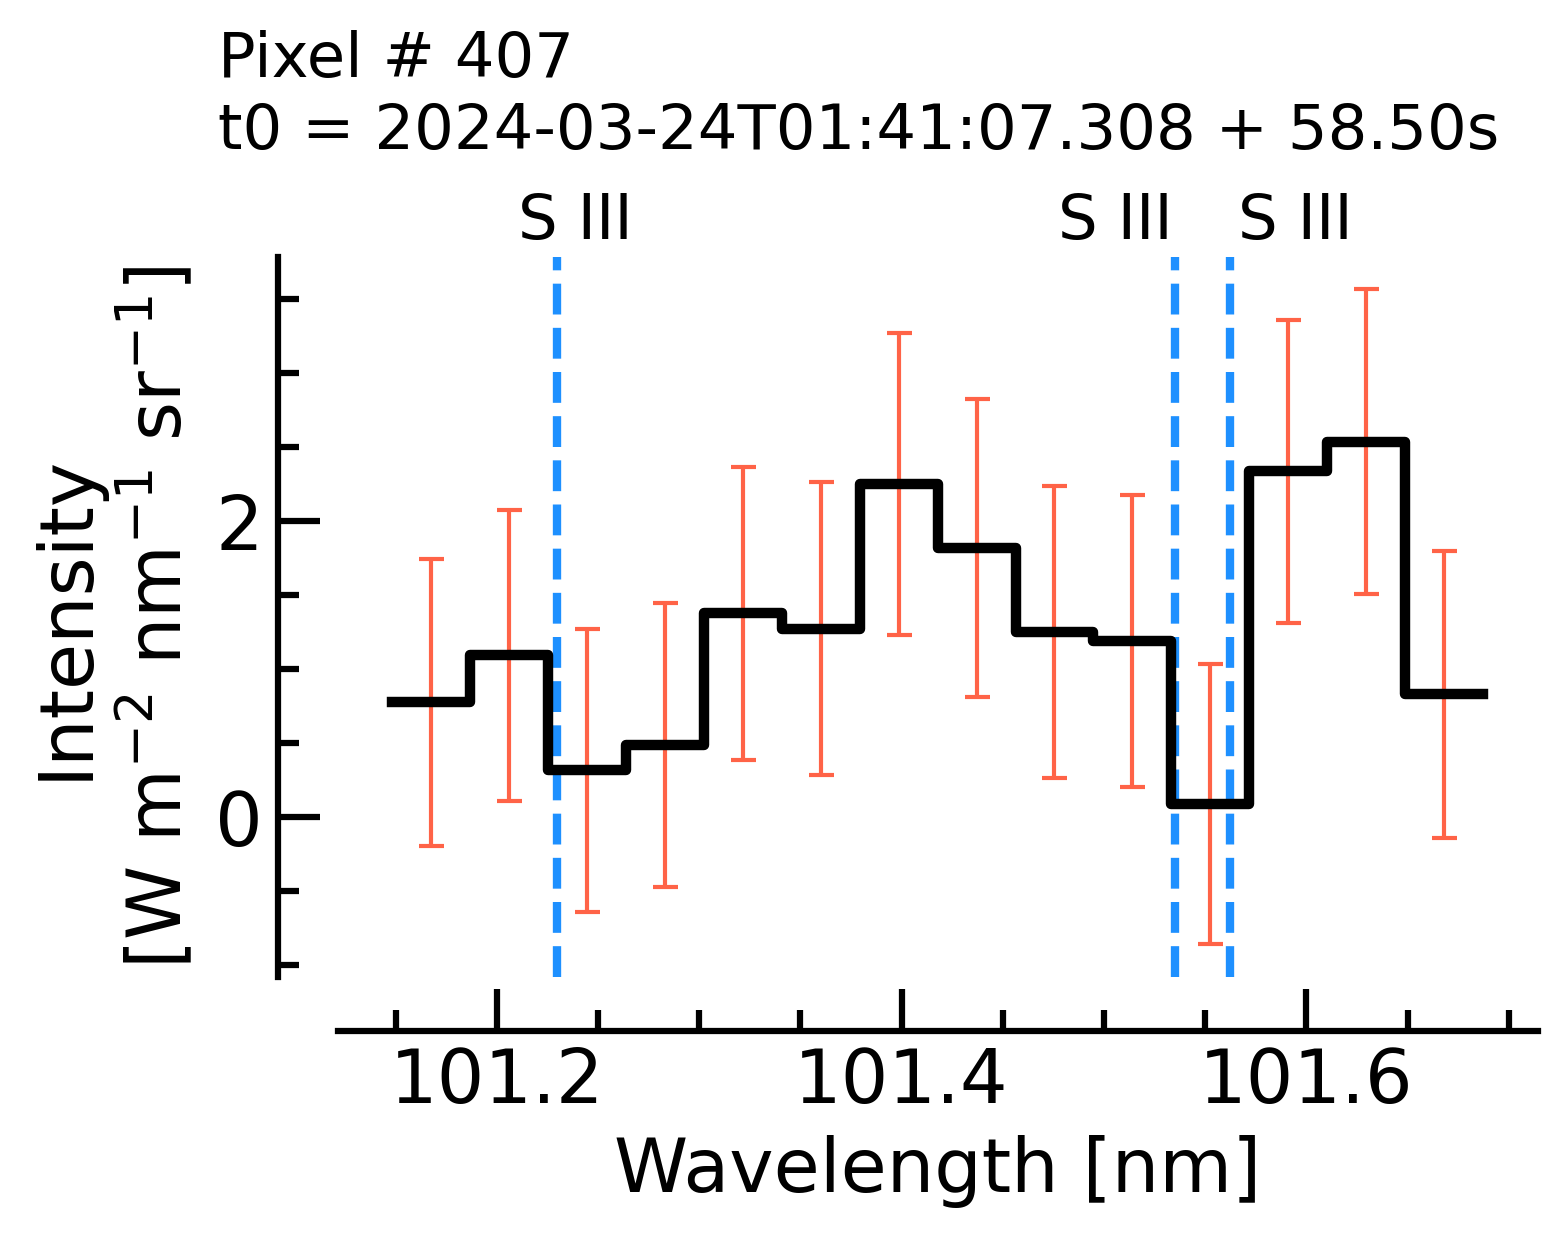 Pixel # 407
t0 = 2024-03-24T01:41:07.308 + 58.50s
S III S III S III
Intensity
[W m⁻² nm⁻¹ sr⁻¹]
2
0
101.2 101.4 101.6
Wavelength [nm]